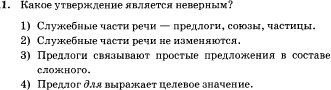 1. Какое утверждение является неверным?
1) Служебные части речи — предлоги, союзы, частицы.
2) Служебные части речи не изменяются.
3) Предлоги связывают простые предложения в составе
сложного.
4) Предлог для выражает целевое значение.